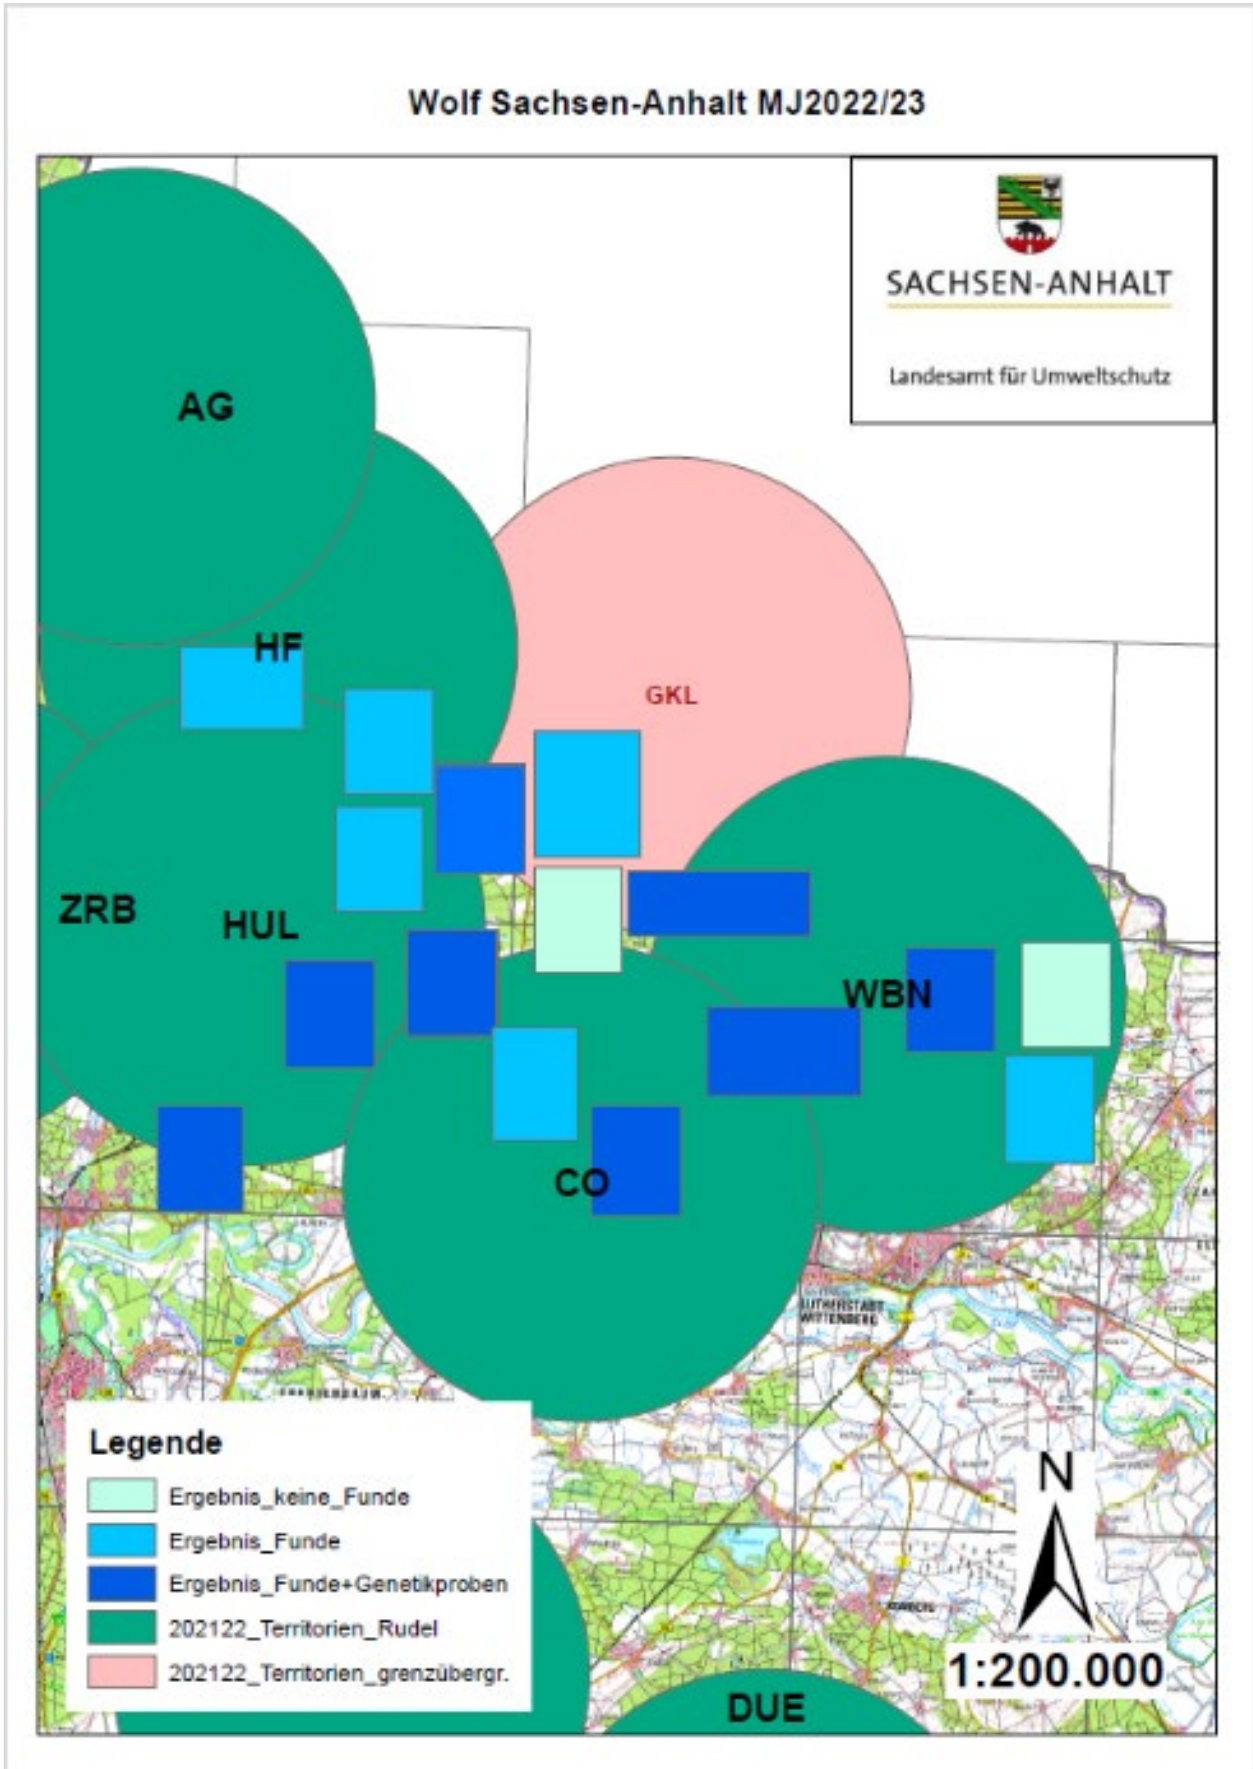 Wolf Sachsen-Anhalt MJ2022/23
SACHSEN-ANHALT
Landesamt für Umweltschutz
AG
HF
GKL
ZRB
HUL
WBN
CO
LUTHERSTADT
WITTENBERG
Legende
Ergebnis_keine_Funde
Ergebnis_Funde
Ergebnis_Funde+Genetikproben
202122_Territorien_Rudel
202122_Territorien_grenzübergr.
N
1:200.000
DUE